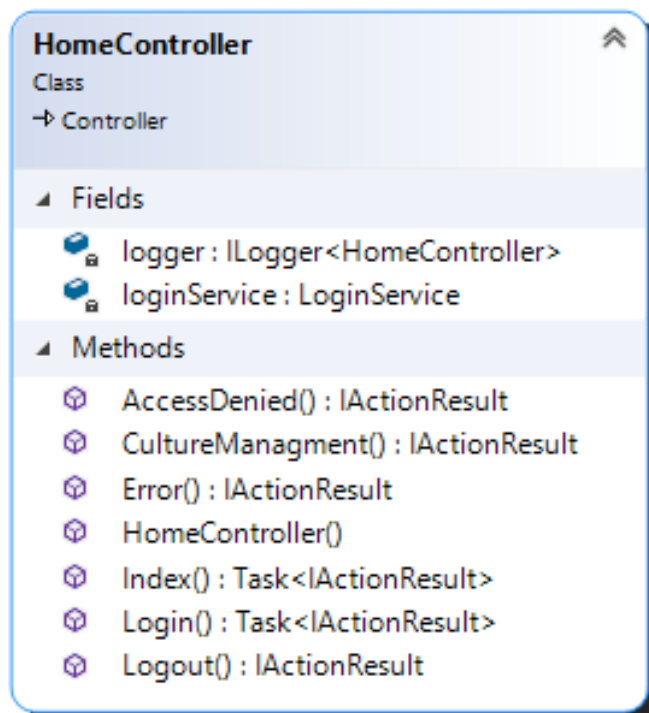 HomeController
Class
Controller
Fields
logger : ILogger<HomeController>
loginService : LoginService
Methods
AccessDenied() : IActionResult
CultureManagment() : IActionResult
Error() : IActionResult
HomeController()
Index() : Task<IActionResult>
Login() : Task<IActionResult>
Logout() : IActionResult